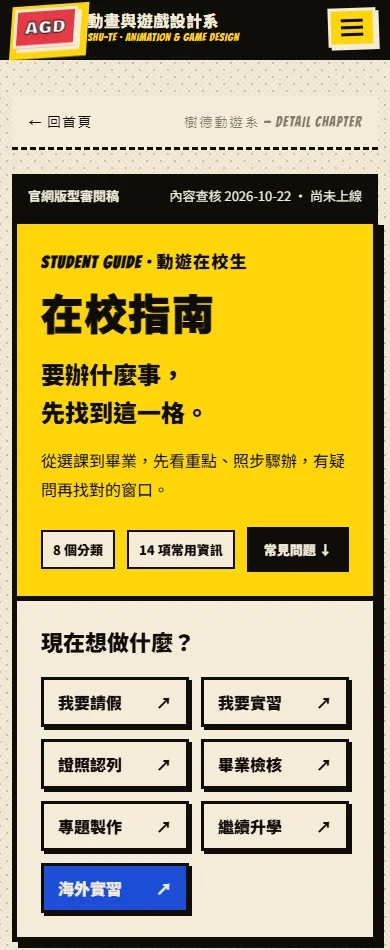 AGD
動畫與遊戲設計系
SHU-TE · ANIMATION & GAME DESIGN
← 回首頁
樹德動遊系 — DETAIL CHAPTER
官網版型審閱稿
內容查核 2026-10-22 · 尚未上線
STUDENT GUIDE · 動遊在校生
在校指南
要辦什麼事，
先找到這一格。
從選課到畢業，先看重點、照步驟辦，有疑
問再找對的窗口。
8 個分類
14 項常用資訊
常見問題 ↓
現在想做什麼？
我要請假 ↗
我要實習 ↗
證照認列 ↗
畢業檢核 ↗
專題製作 ↗
繼續升學 ↗
海外實習 ↗